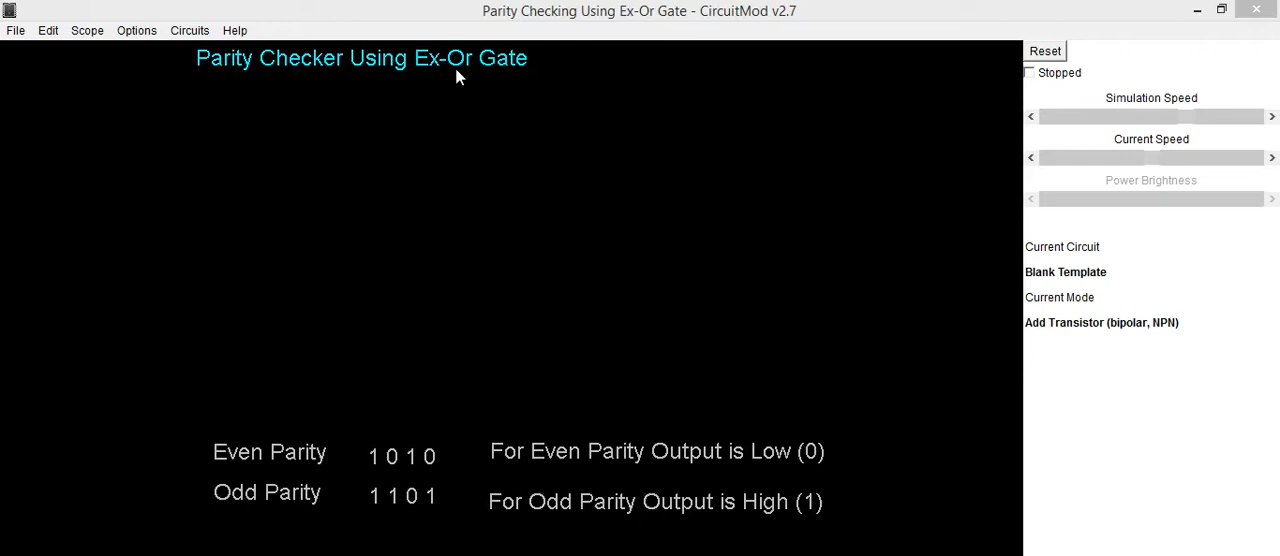 Parity Checking Using Ex-Or Gate - CircuitMod v2.7
File Edit Scope Options Circuits Help
Parity Checker Using Ex-Or Gate
Reset
Stopped
Simulation Speed
Current Speed
Power Brightness
Current Circuit
Blank Template
Current Mode
Add Transistor (bipolar, NPN)
Even Parity 1 0 1 0 For Even Parity Output is Low (0)
Odd Parity 1 1 0 1 For Odd Parity Output is High (1)